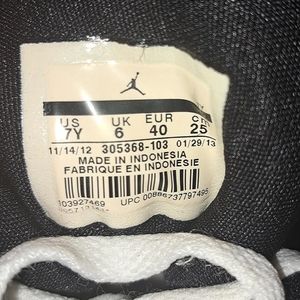 US UK EUR
7Y 6 40 25
11/14/12 305368-103 01/29/13
MADE IN INDONESIA
FABRIQUE EN INDONESIE
103927469
UPC 00886737797495